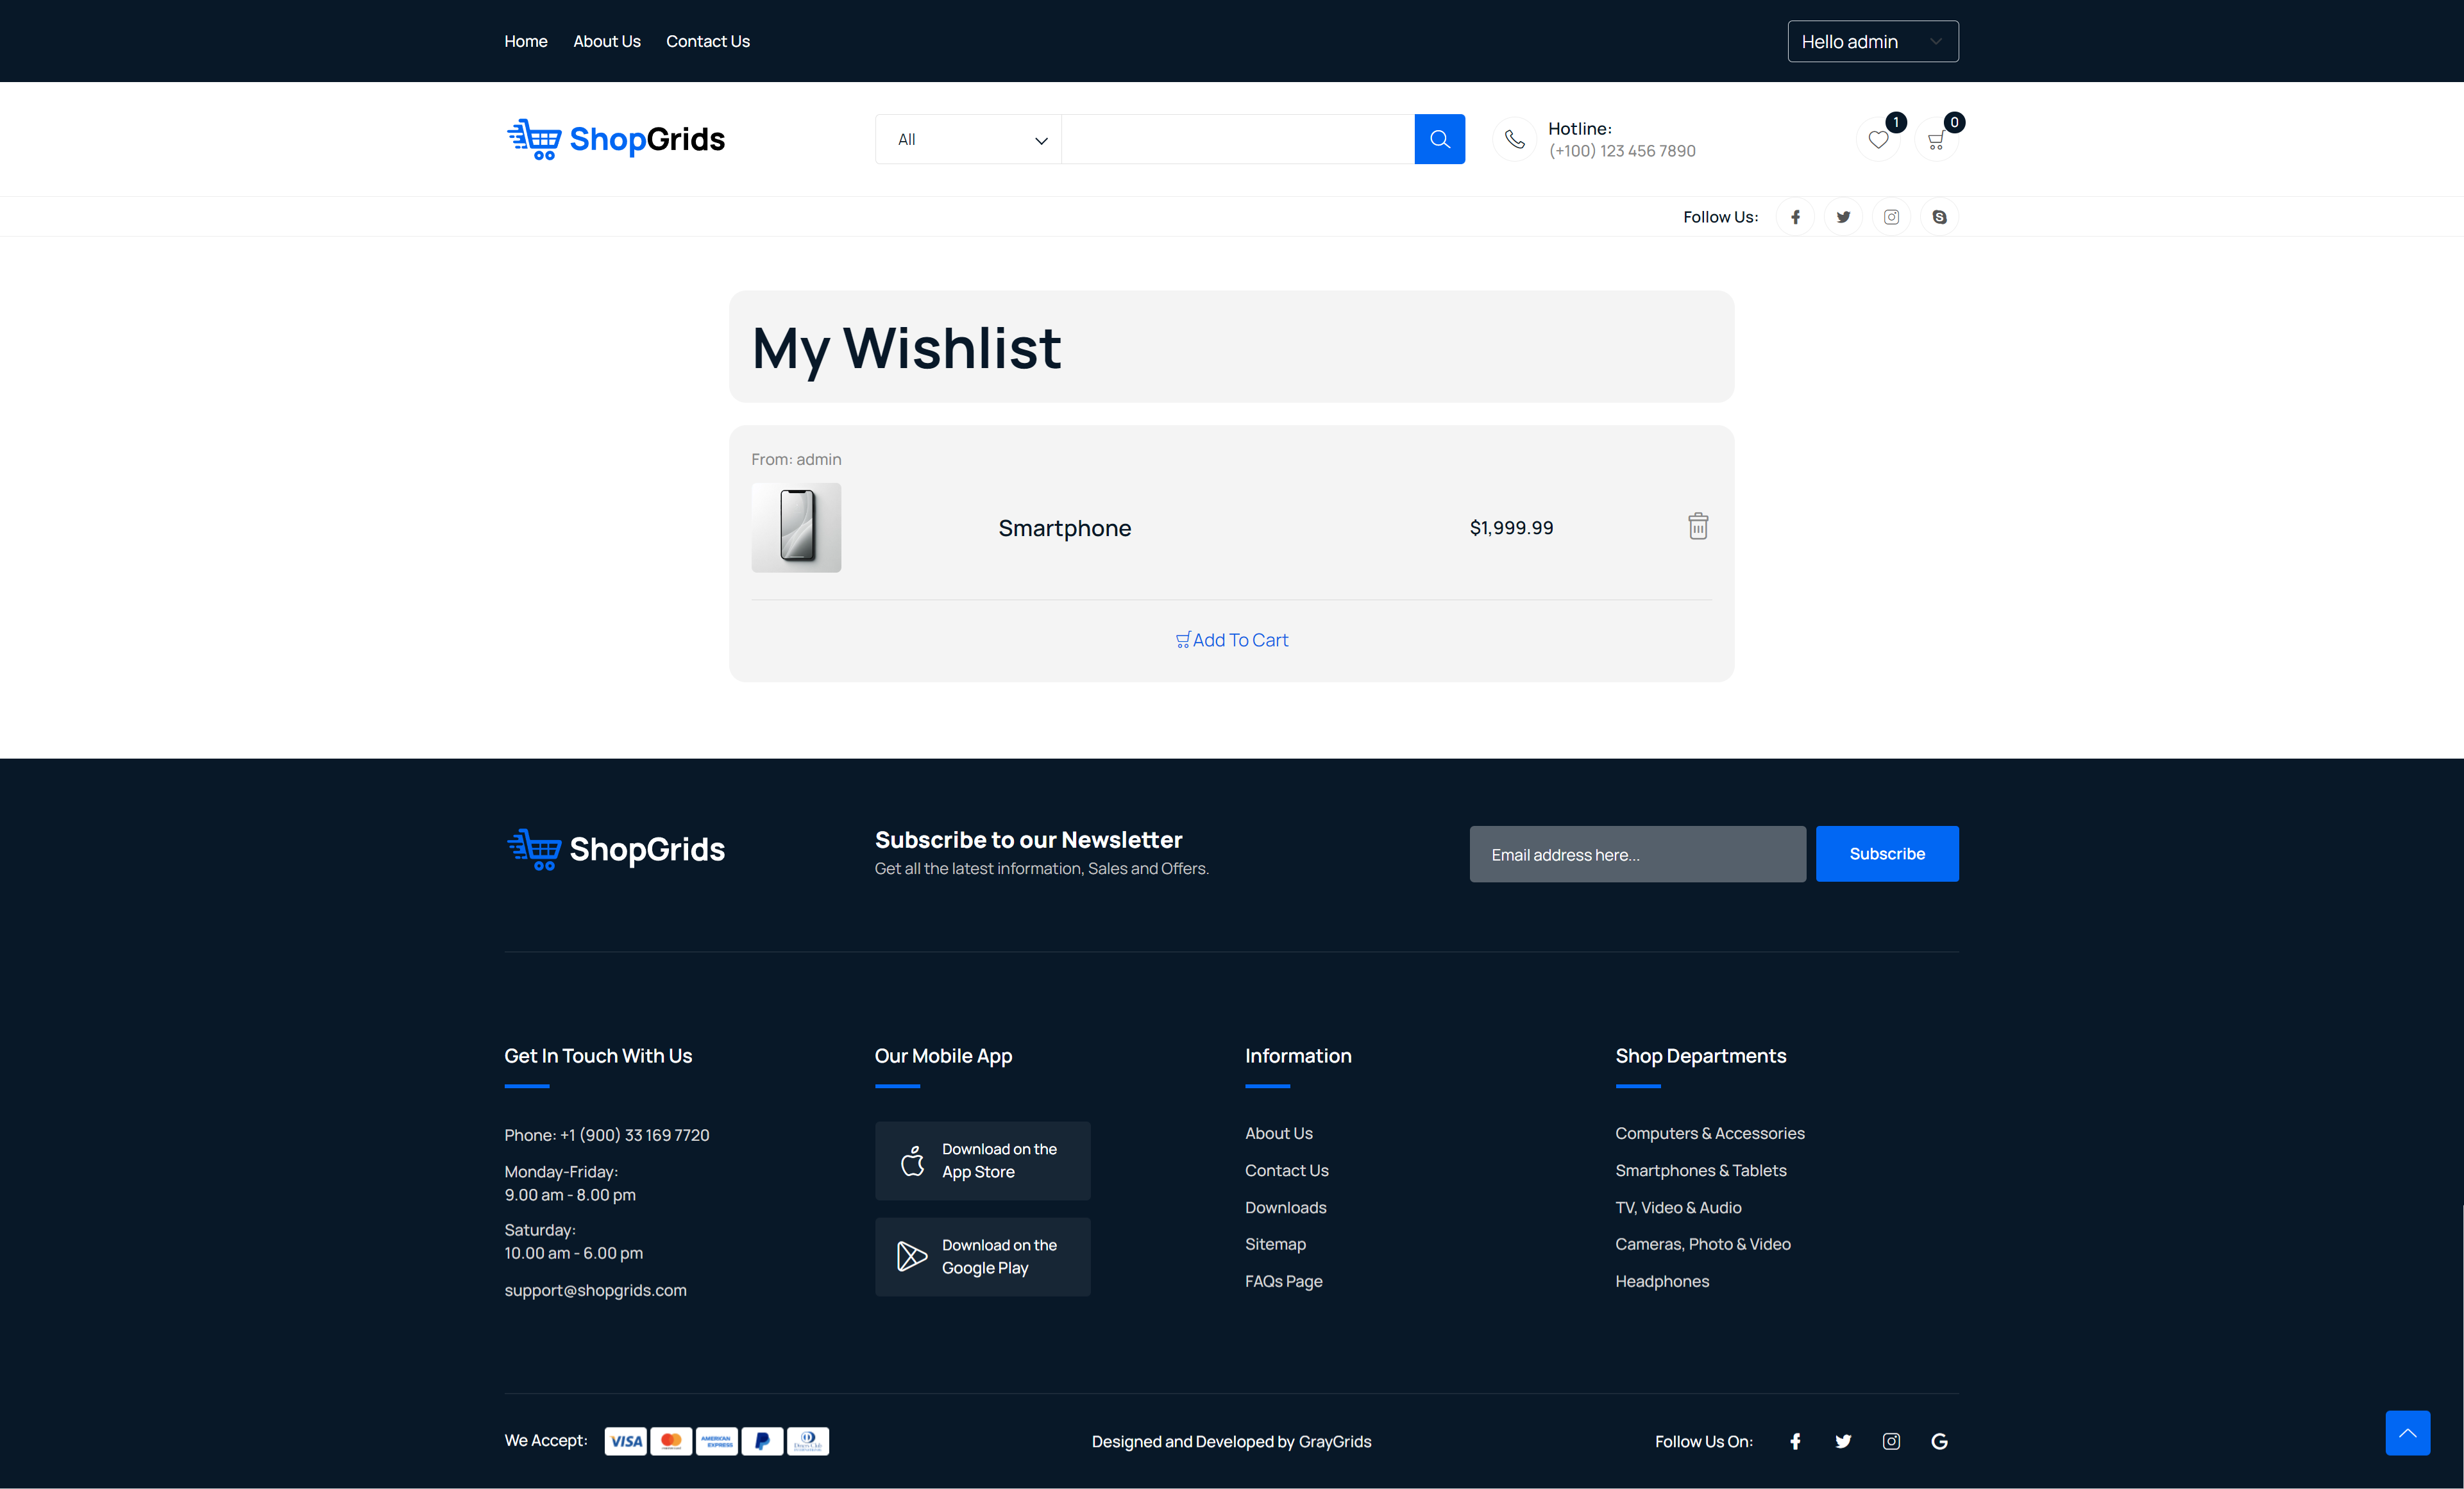 Home About Us Contact Us Hello admin
ShopGrids All Hotline: 1 0
(+100) 123 456 7890
Follow Us:
My Wishlist
From: admin
Smartphone $1,999.99
Add To Cart
ShopGrids Subscribe to our Newsletter
Get all the latest information, Sales and Offers.
Email address here... Subscribe
Get In Touch With Us
Phone: +1 (900) 33 169 7720
Monday-Friday:
9.00 am - 8.00 pm
Saturday:
10.00 am - 6.00 pm
support@shopgrids.com
Our Mobile App
Download on the
App Store
Download on the
Google Play
Information
About Us
Contact Us
Downloads
Sitemap
FAQs Page
Shop Departments
Computers & Accessories
Smartphones & Tablets
TV, Video & Audio
Cameras, Photo & Video
Headphones
We Accept: VISA AMERICAN EXPRESS Diners Club
Designed and Developed by GrayGrids
Follow Us On: